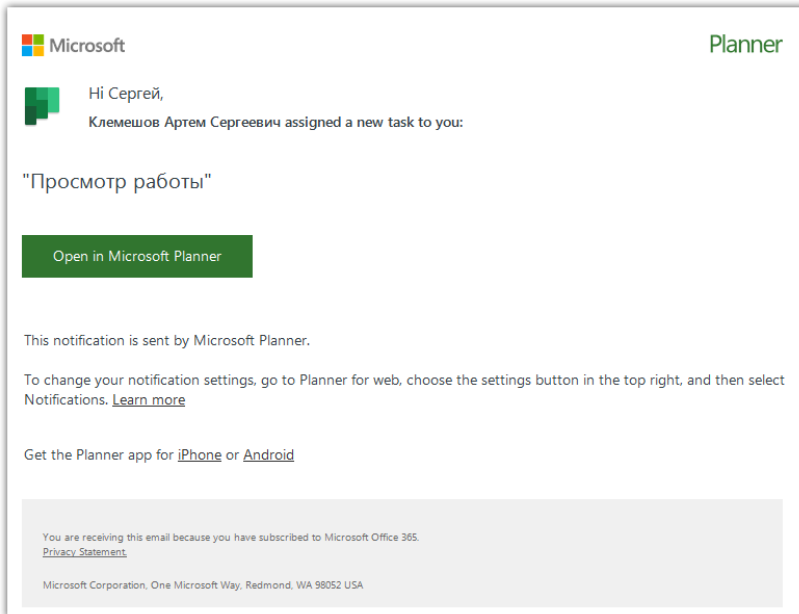 Microsoft
Planner
Hi Сергей,
Клемешов Артем Сергеевич assigned a new task to you:
"Просмотр работы"
Open in Microsoft Planner
This notification is sent by Microsoft Planner.
To change your notification settings, go to Planner for web, choose the settings button in the top right, and then select
Notifications. Learn more
Get the Planner app for iPhone or Android
You are receiving this email because you have subscribed to Microsoft Office 365.
Privacy Statement.
Microsoft Corporation, One Microsoft Way, Redmond, WA 98052 USA